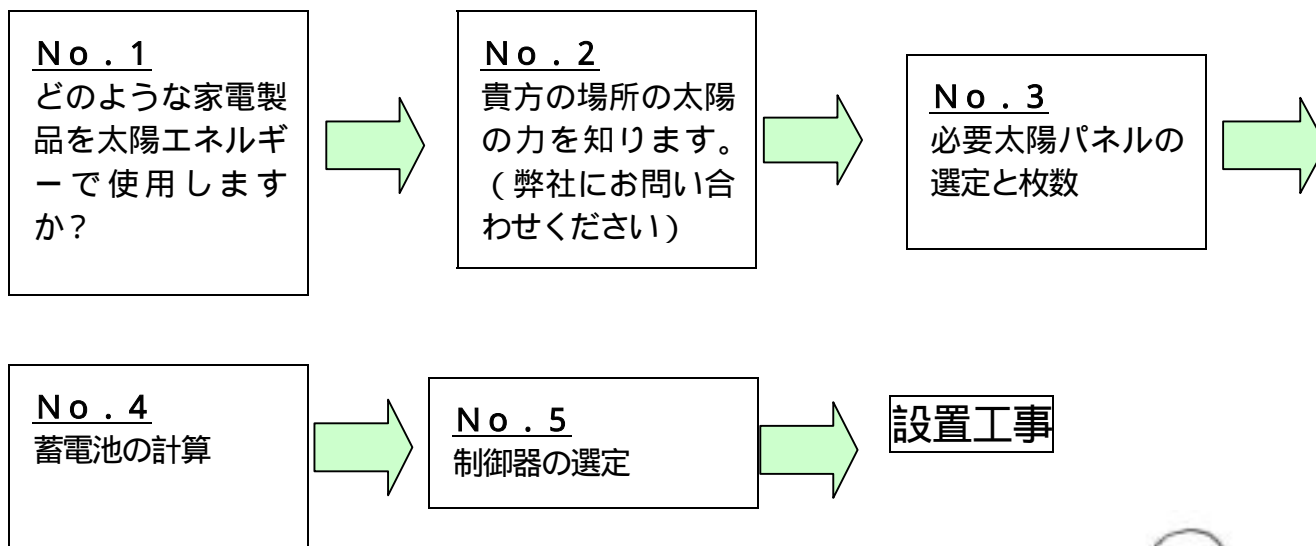 No.1
どのような家電製
品を太陽エネルギ
ーで使用します
か?
No.2
貴方の場所の太陽
の力を知ります。
(弊社にお問い合
わせください)
No.3
必要太陽パネルの
選定と枚数
No.4
蓄電池の計算
No.5
制御器の選定
設置工事